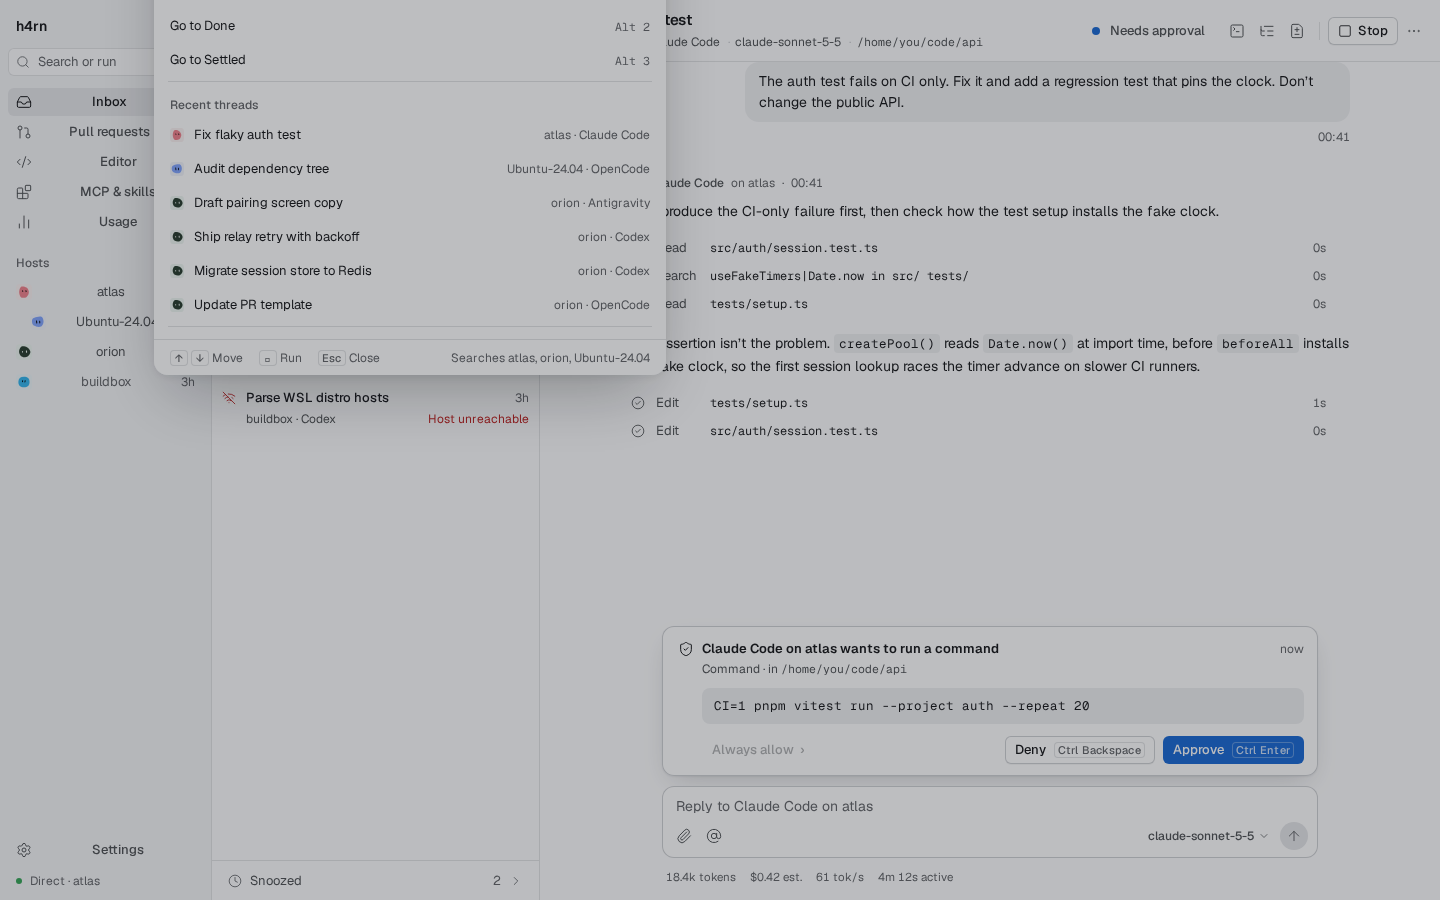 h4rn
Search or run
Inbox
Pull requests
Editor
MCP & skills
Usage
Hosts
atlas
Ubuntu-24.04
orion
buildbox 3h
Settings
Direct · atlas
Go to Done Alt 2
Go to Settled Alt 3
Recent threads
Fix flaky auth test atlas · Claude Code
Audit dependency tree Ubuntu-24.04 · OpenCode
Draft pairing screen copy orion · Antigravity
Ship relay retry with backoff orion · Codex
Migrate session store to Redis orion · Codex
Update PR template orion · OpenCode
↑ ↓ Move Run Esc Close Searches atlas, orion, Ubuntu-24.04
Parse WSL distro hosts 3h
buildbox · Codex Host unreachable
Snoozed 2
test
ude Code · claude-sonnet-5-5 · /home/you/code/api
Needs approval
Stop
The auth test fails on CI only. Fix it and add a regression test that pins the clock. Don't
change the public API.
00:41
aude Code on atlas · 00:41
produce the CI-only failure first, then check how the test setup installs the fake clock.
ead src/auth/session.test.ts 0s
earch useFakeTimers|Date.now in src/ tests/ 0s
ead tests/setup.ts 0s
ssertion isn't the problem. createPool() reads Date.now() at import time, before beforeAll installs
ake clock, so the first session lookup races the timer advance on slower CI runners.
Edit tests/setup.ts 1s
Edit src/auth/session.test.ts 0s
Claude Code on atlas wants to run a command now
Command · in /home/you/code/api
CI=1 pnpm vitest run --project auth --repeat 20
Always allow ›
Deny Ctrl Backspace
Approve Ctrl Enter
Reply to Claude Code on atlas
claude-sonnet-5-5
18.4k tokens $0.42 est. 61 tok/s 4m 12s active